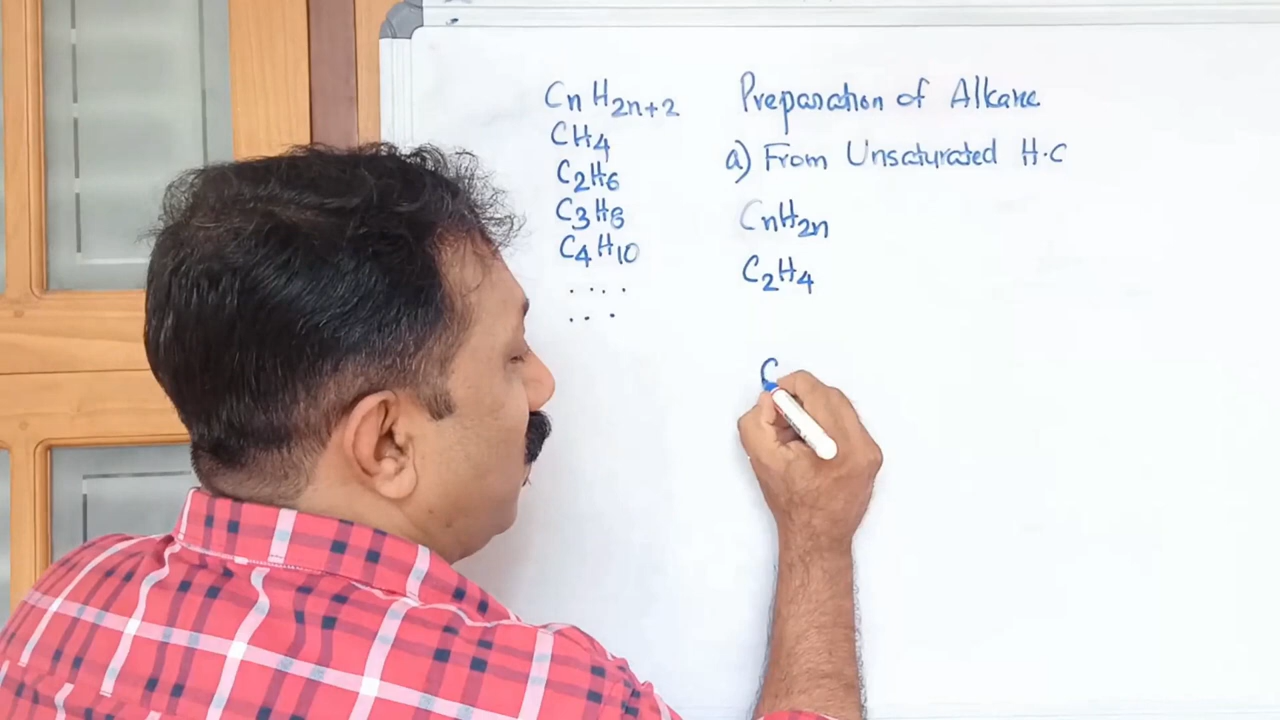 CnH2n+2
CH4
C2H6
C3H8
C4H10
. . . .
. . .
Preparation of Alkane
a) From Unsaturated H.C
CnH2n
C2H4
C